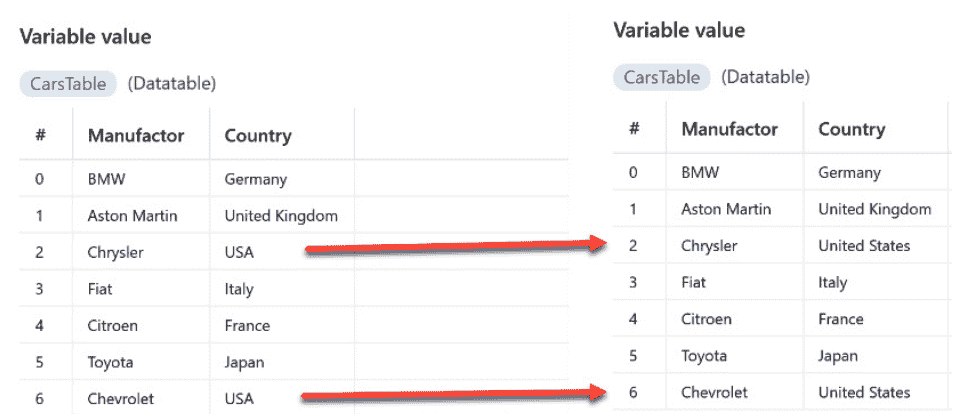 Variable value
CarsTable (Datatable)
# Manufactor Country
0 BMW Germany
1 Aston Martin United Kingdom
2 Chrysler USA
3 Fiat Italy
4 Citroen France
5 Toyota Japan
6 Chevrolet USA
Variable value
CarsTable (Datatable)
# Manufactor Country
0 BMW Germany
1 Aston Martin United Kingdom
2 Chrysler United States
3 Fiat Italy
4 Citroen France
5 Toyota Japan
6 Chevrolet United States